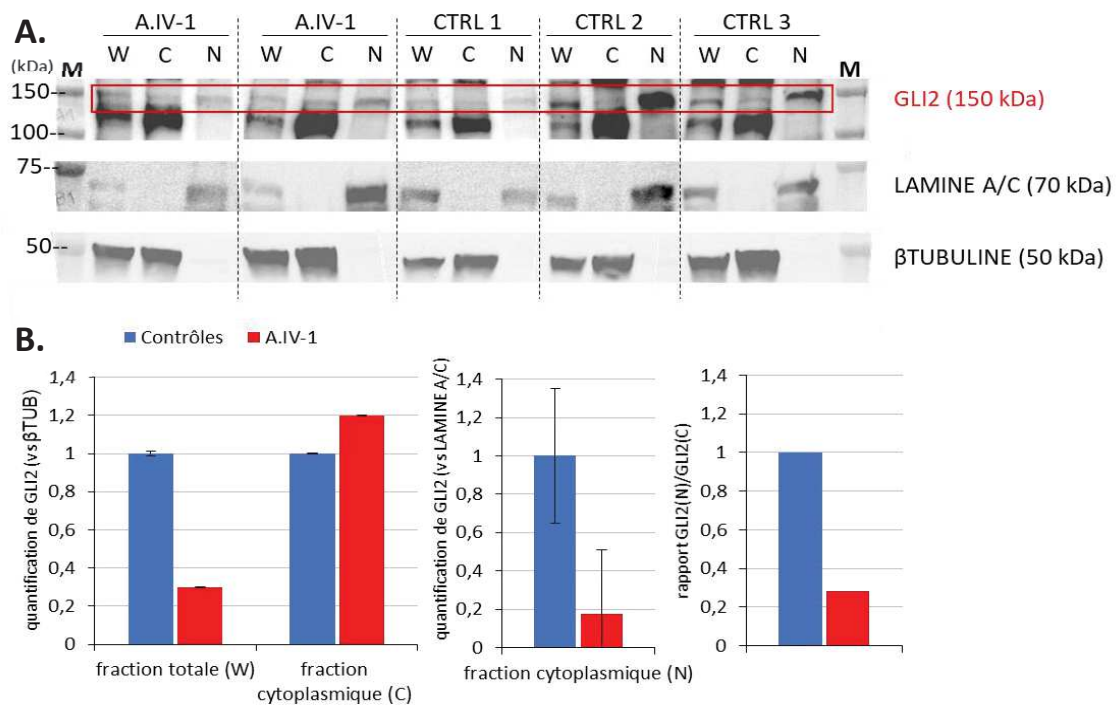 A.
A.IV-1 A.IV-1 CTRL 1 CTRL 2 CTRL 3
(kDa) M W C N W C N W C N W C N W C N M
150-- GLI2 (150 kDa)
100--
75-- LAMINE A/C (70 kDa)
50-- βTUBULINE (50 kDa)
B.
Contrôles A.IV-1
quantification de GLI2 (vs βTUB)
1,4
1,2
1
0,8
0,6
0,4
0,2
0
fraction totale (W)
fraction
cytoplasmique (C)
quantification de GLI2 (vs LAMINE A/C)
1,4
1,2
1
0,8
0,6
0,4
0,2
0
fraction cytoplasmique (N)
rapport GLI2(N)/GLI2(C)
1,4
1,2
1
0,8
0,6
0,4
0,2
0